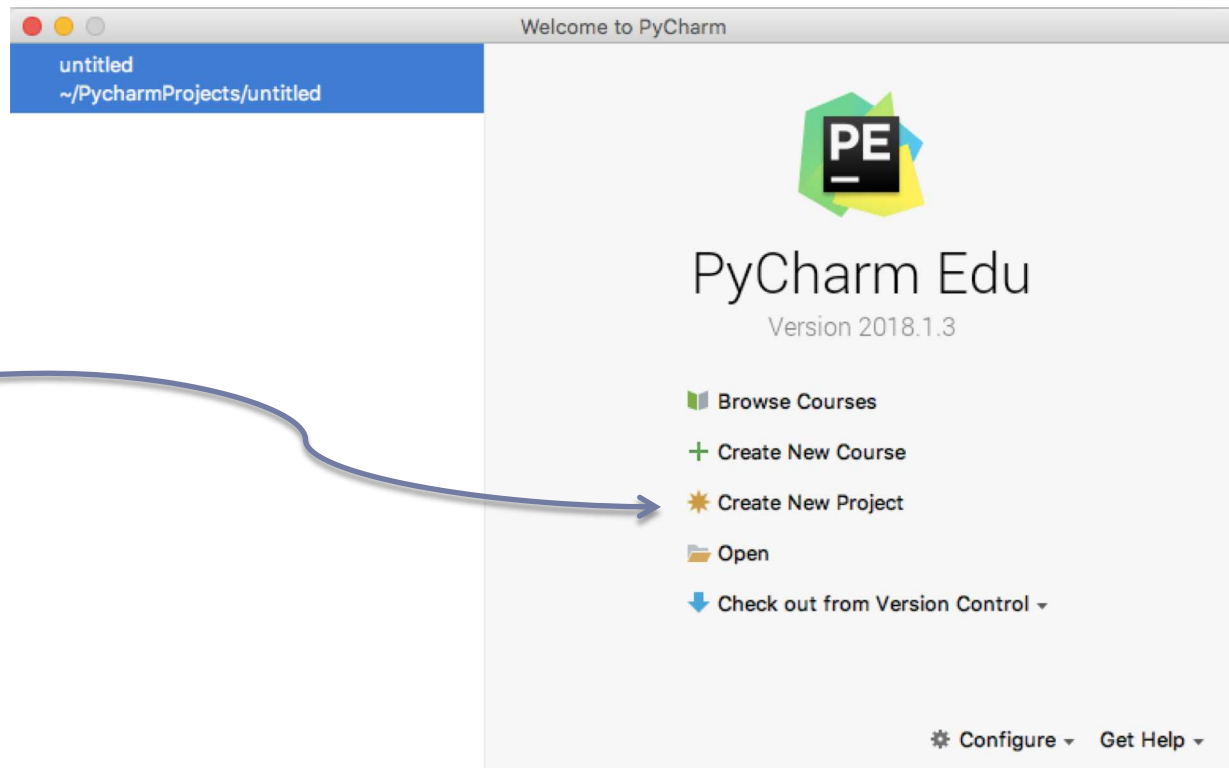 Welcome to PyCharm
untitled
~/PycharmProjects/untitled
PE
PyCharm Edu
Version 2018.1.3
Browse Courses
Create New Course
Create New Project
Open
Check out from Version Control
Configure
Get Help